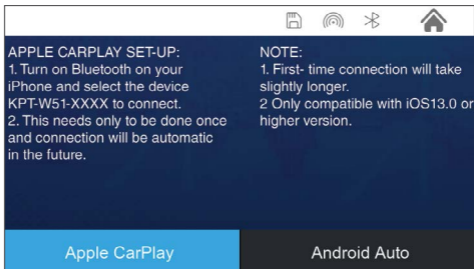 APPLE CARPLAY SET-UP:
1. Turn on Bluetooth on your
iPhone and select the device
KPT-W51-XXXX to connect.
2. This needs only to be done once
and connection will be automatic
in the future.
NOTE:
1. First- time connection will take
slightly longer.
2 Only compatible with iOS13.0 or
higher version.
Apple CarPlay
Android Auto